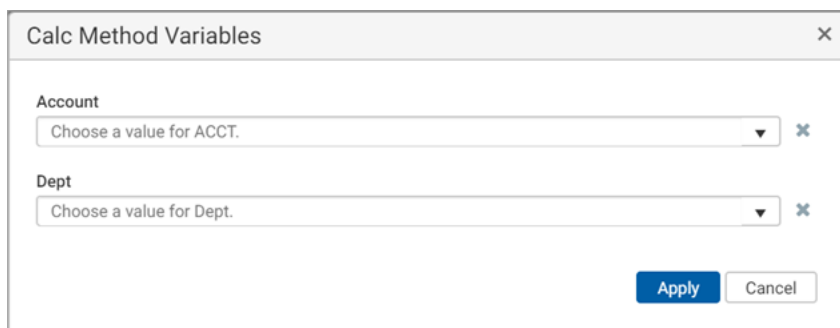 Calc Method Variables
Account
Choose a value for ACCT.
Dept
Choose a value for Dept.
Apply Cancel